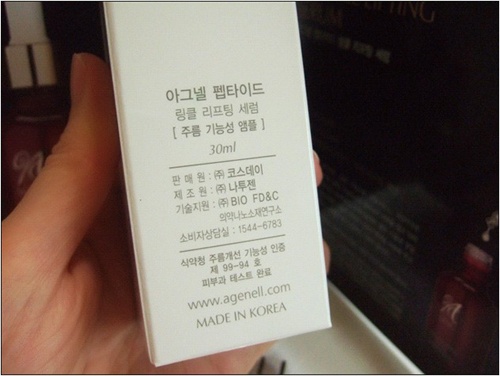 LIFTING
아그넬 펩타이드
링클 리프팅 세럼
[ 주름 기능성 앰플 ]
30ml
판 매 원 : ㈜ 코스데이
제 조 원 : ㈜ 나투젠
기술지원 : ㈜ BIO FD&C
의약나노소재연구소
소비자상담실 : 1544-6783
식약청 주름개선 기능성 인증
제 99-94 호
피부과 테스트 완료
www.agenell.com
MADE IN KOREA